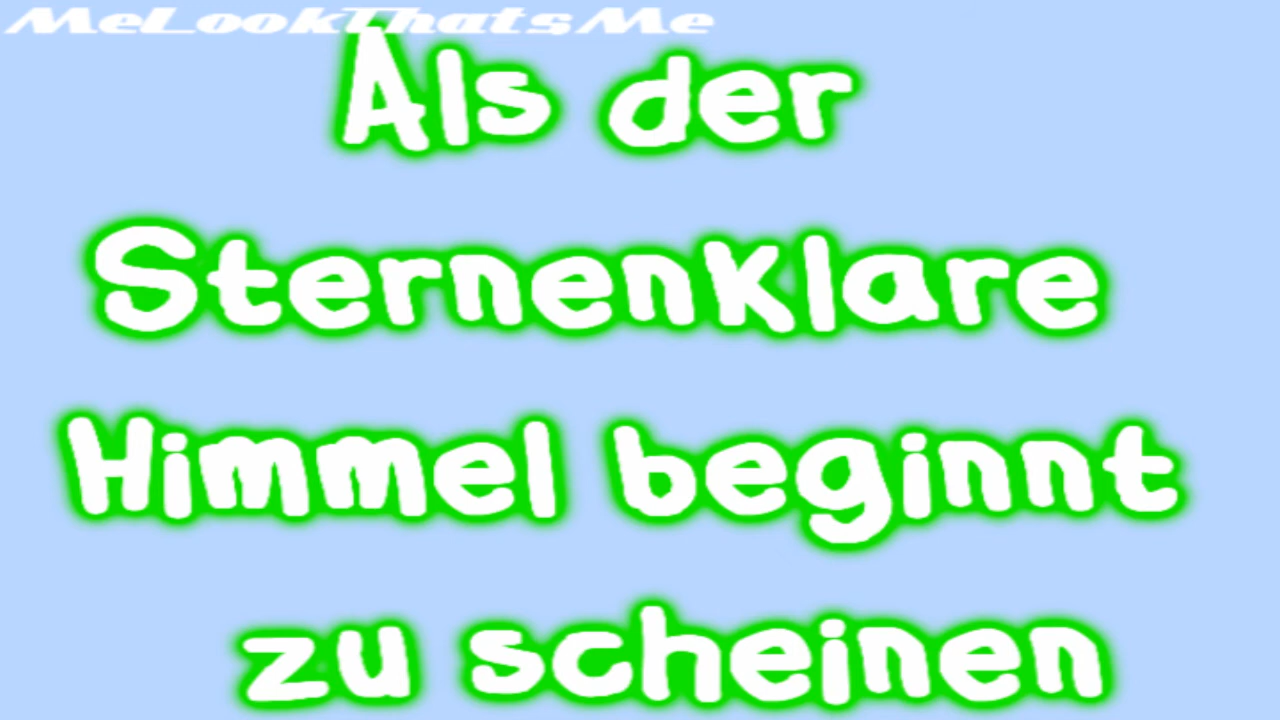 MeLookThatsMe
Als der
Sternenklare
Himmel beginnt
zu scheinen